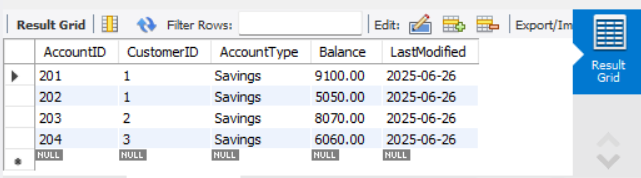 Result Grid Filter Rows: Edit: Export/Im
AccountID CustomerID AccountType Balance LastModified
201 1 Savings 9100.00 2025-06-26
202 1 Savings 5050.00 2025-06-26
203 2 Savings 8070.00 2025-06-26
204 3 Savings 6060.00 2025-06-26
NULL NULL NULL NULL NULL
Result
Grid